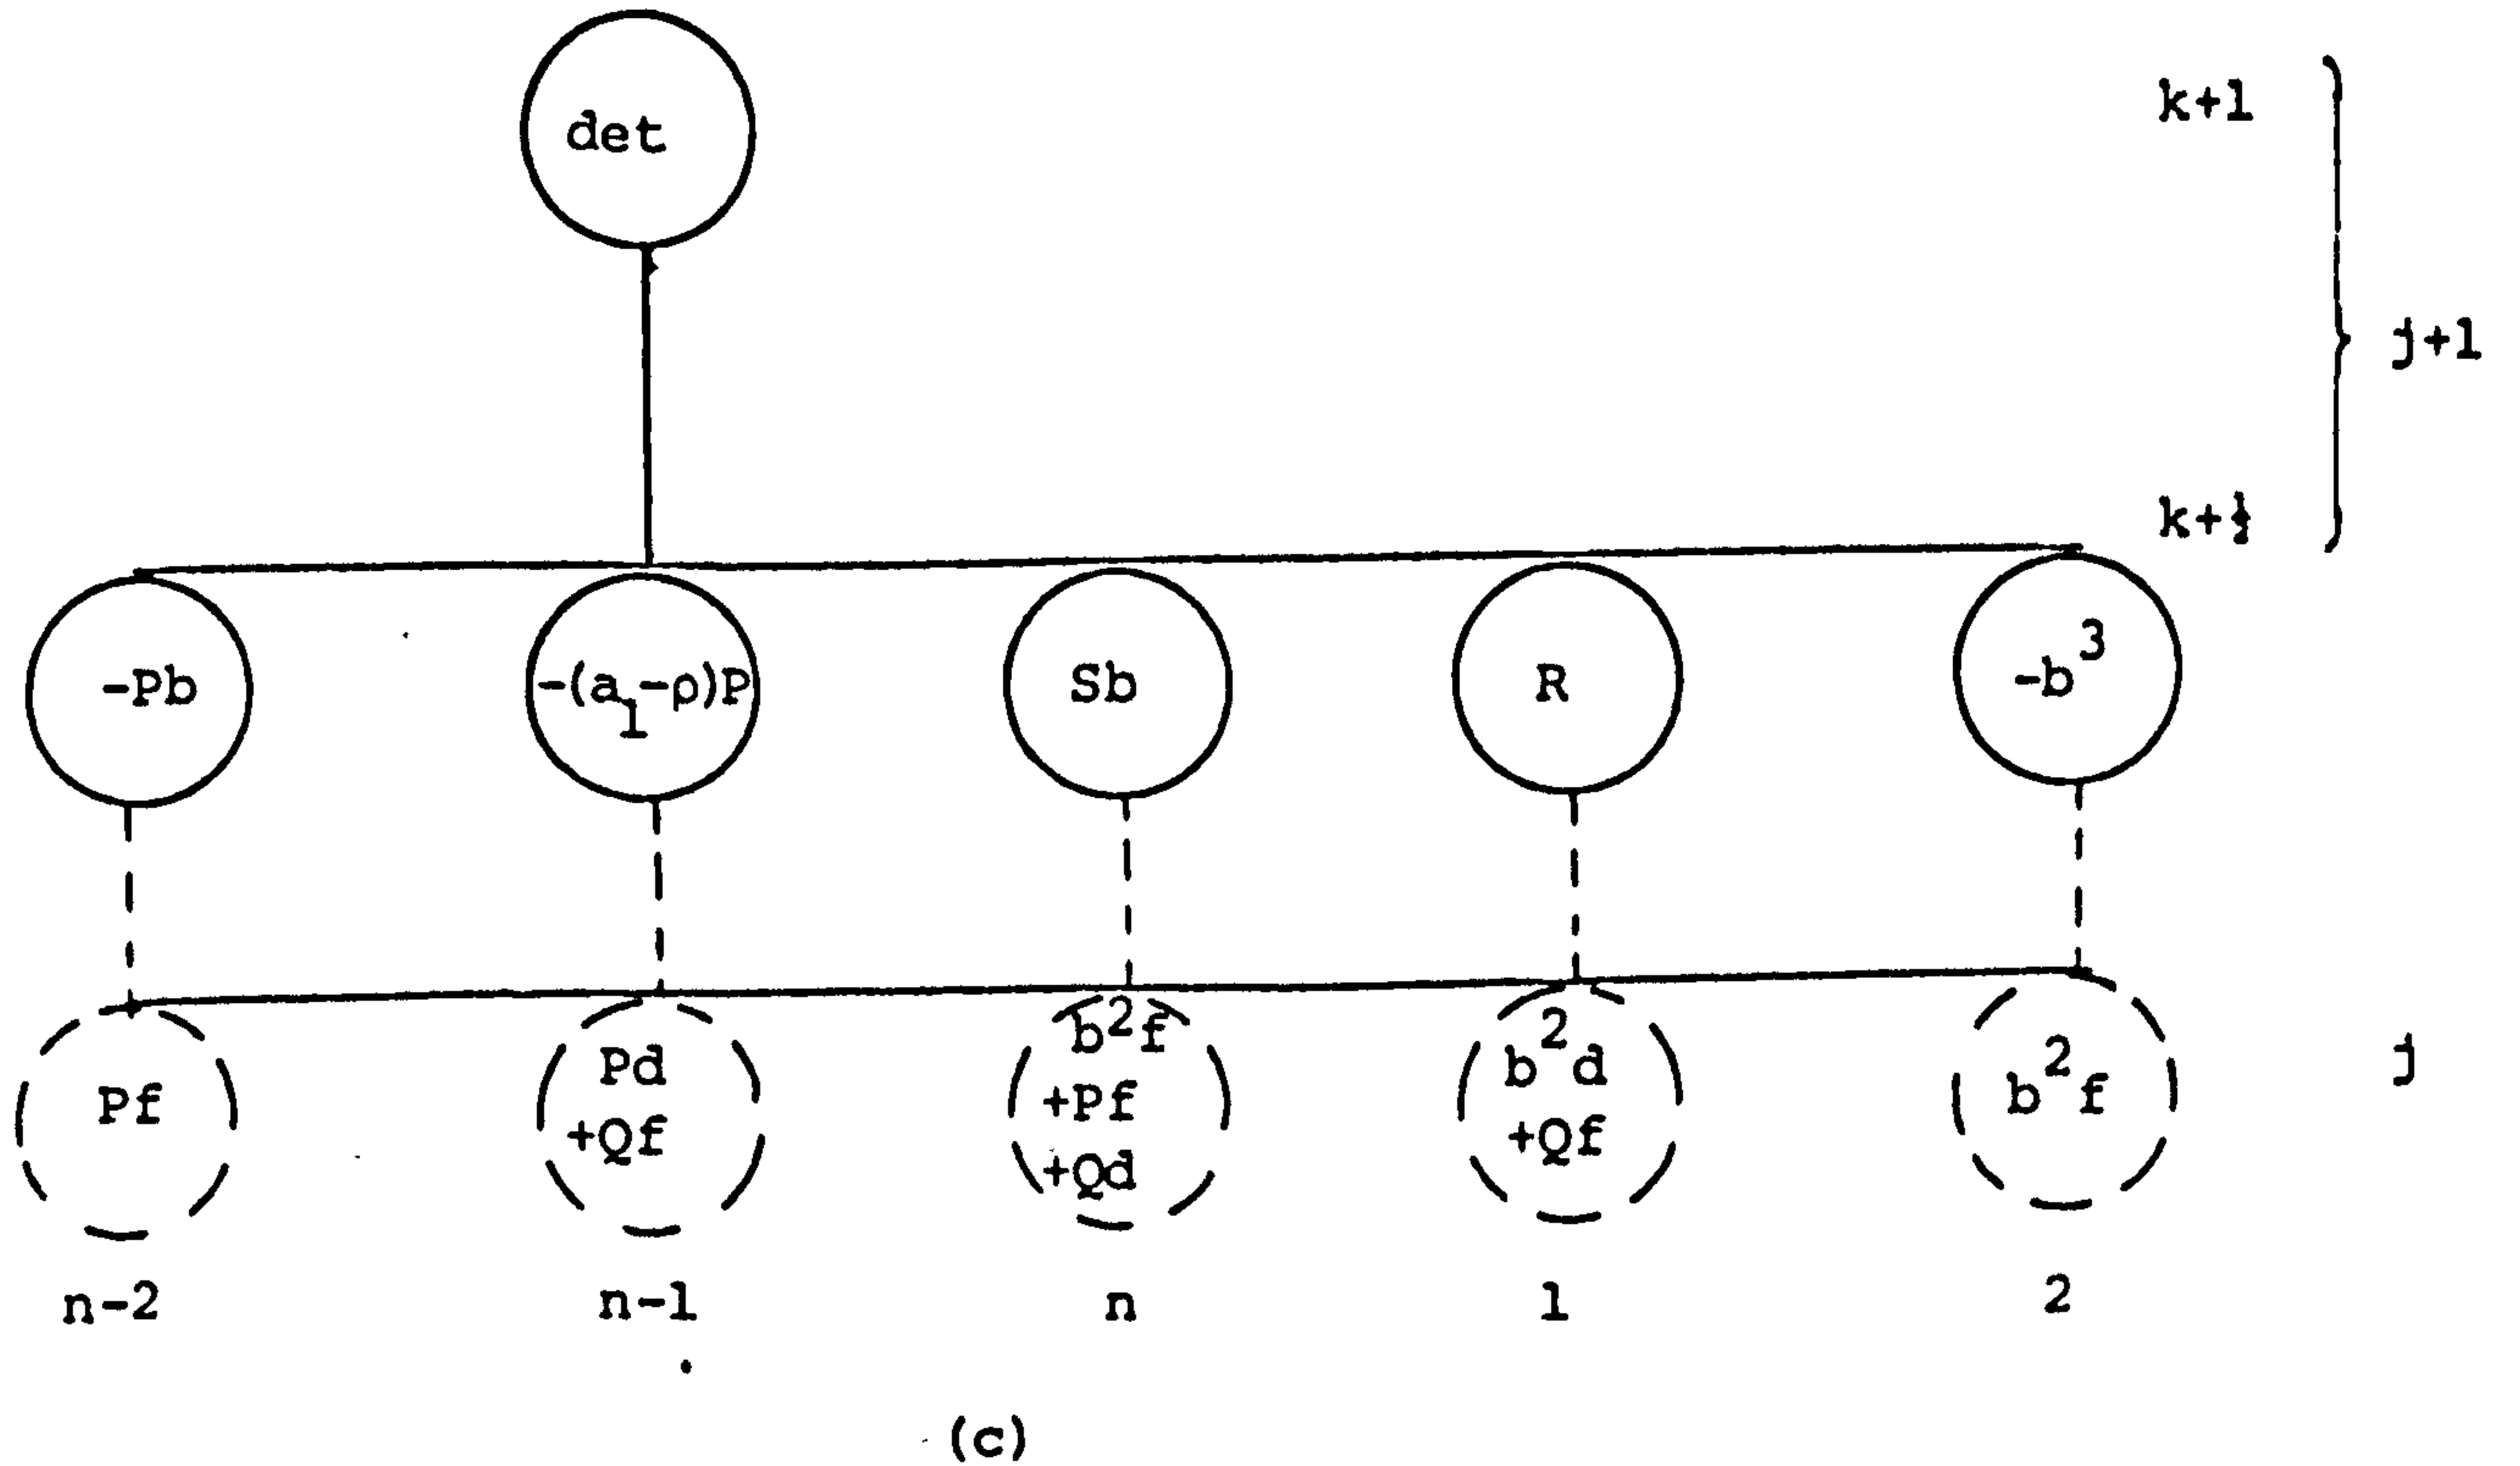 det
k+1
j+1
k+½
-Pb
-(a₁-ρ)P
Sb
R
-b³
Pf
Pd
+Qf
b²f
+Pf
+Qd
b²d
+Qf
b²f
j
n-2
n-1
n
1
2
(c)